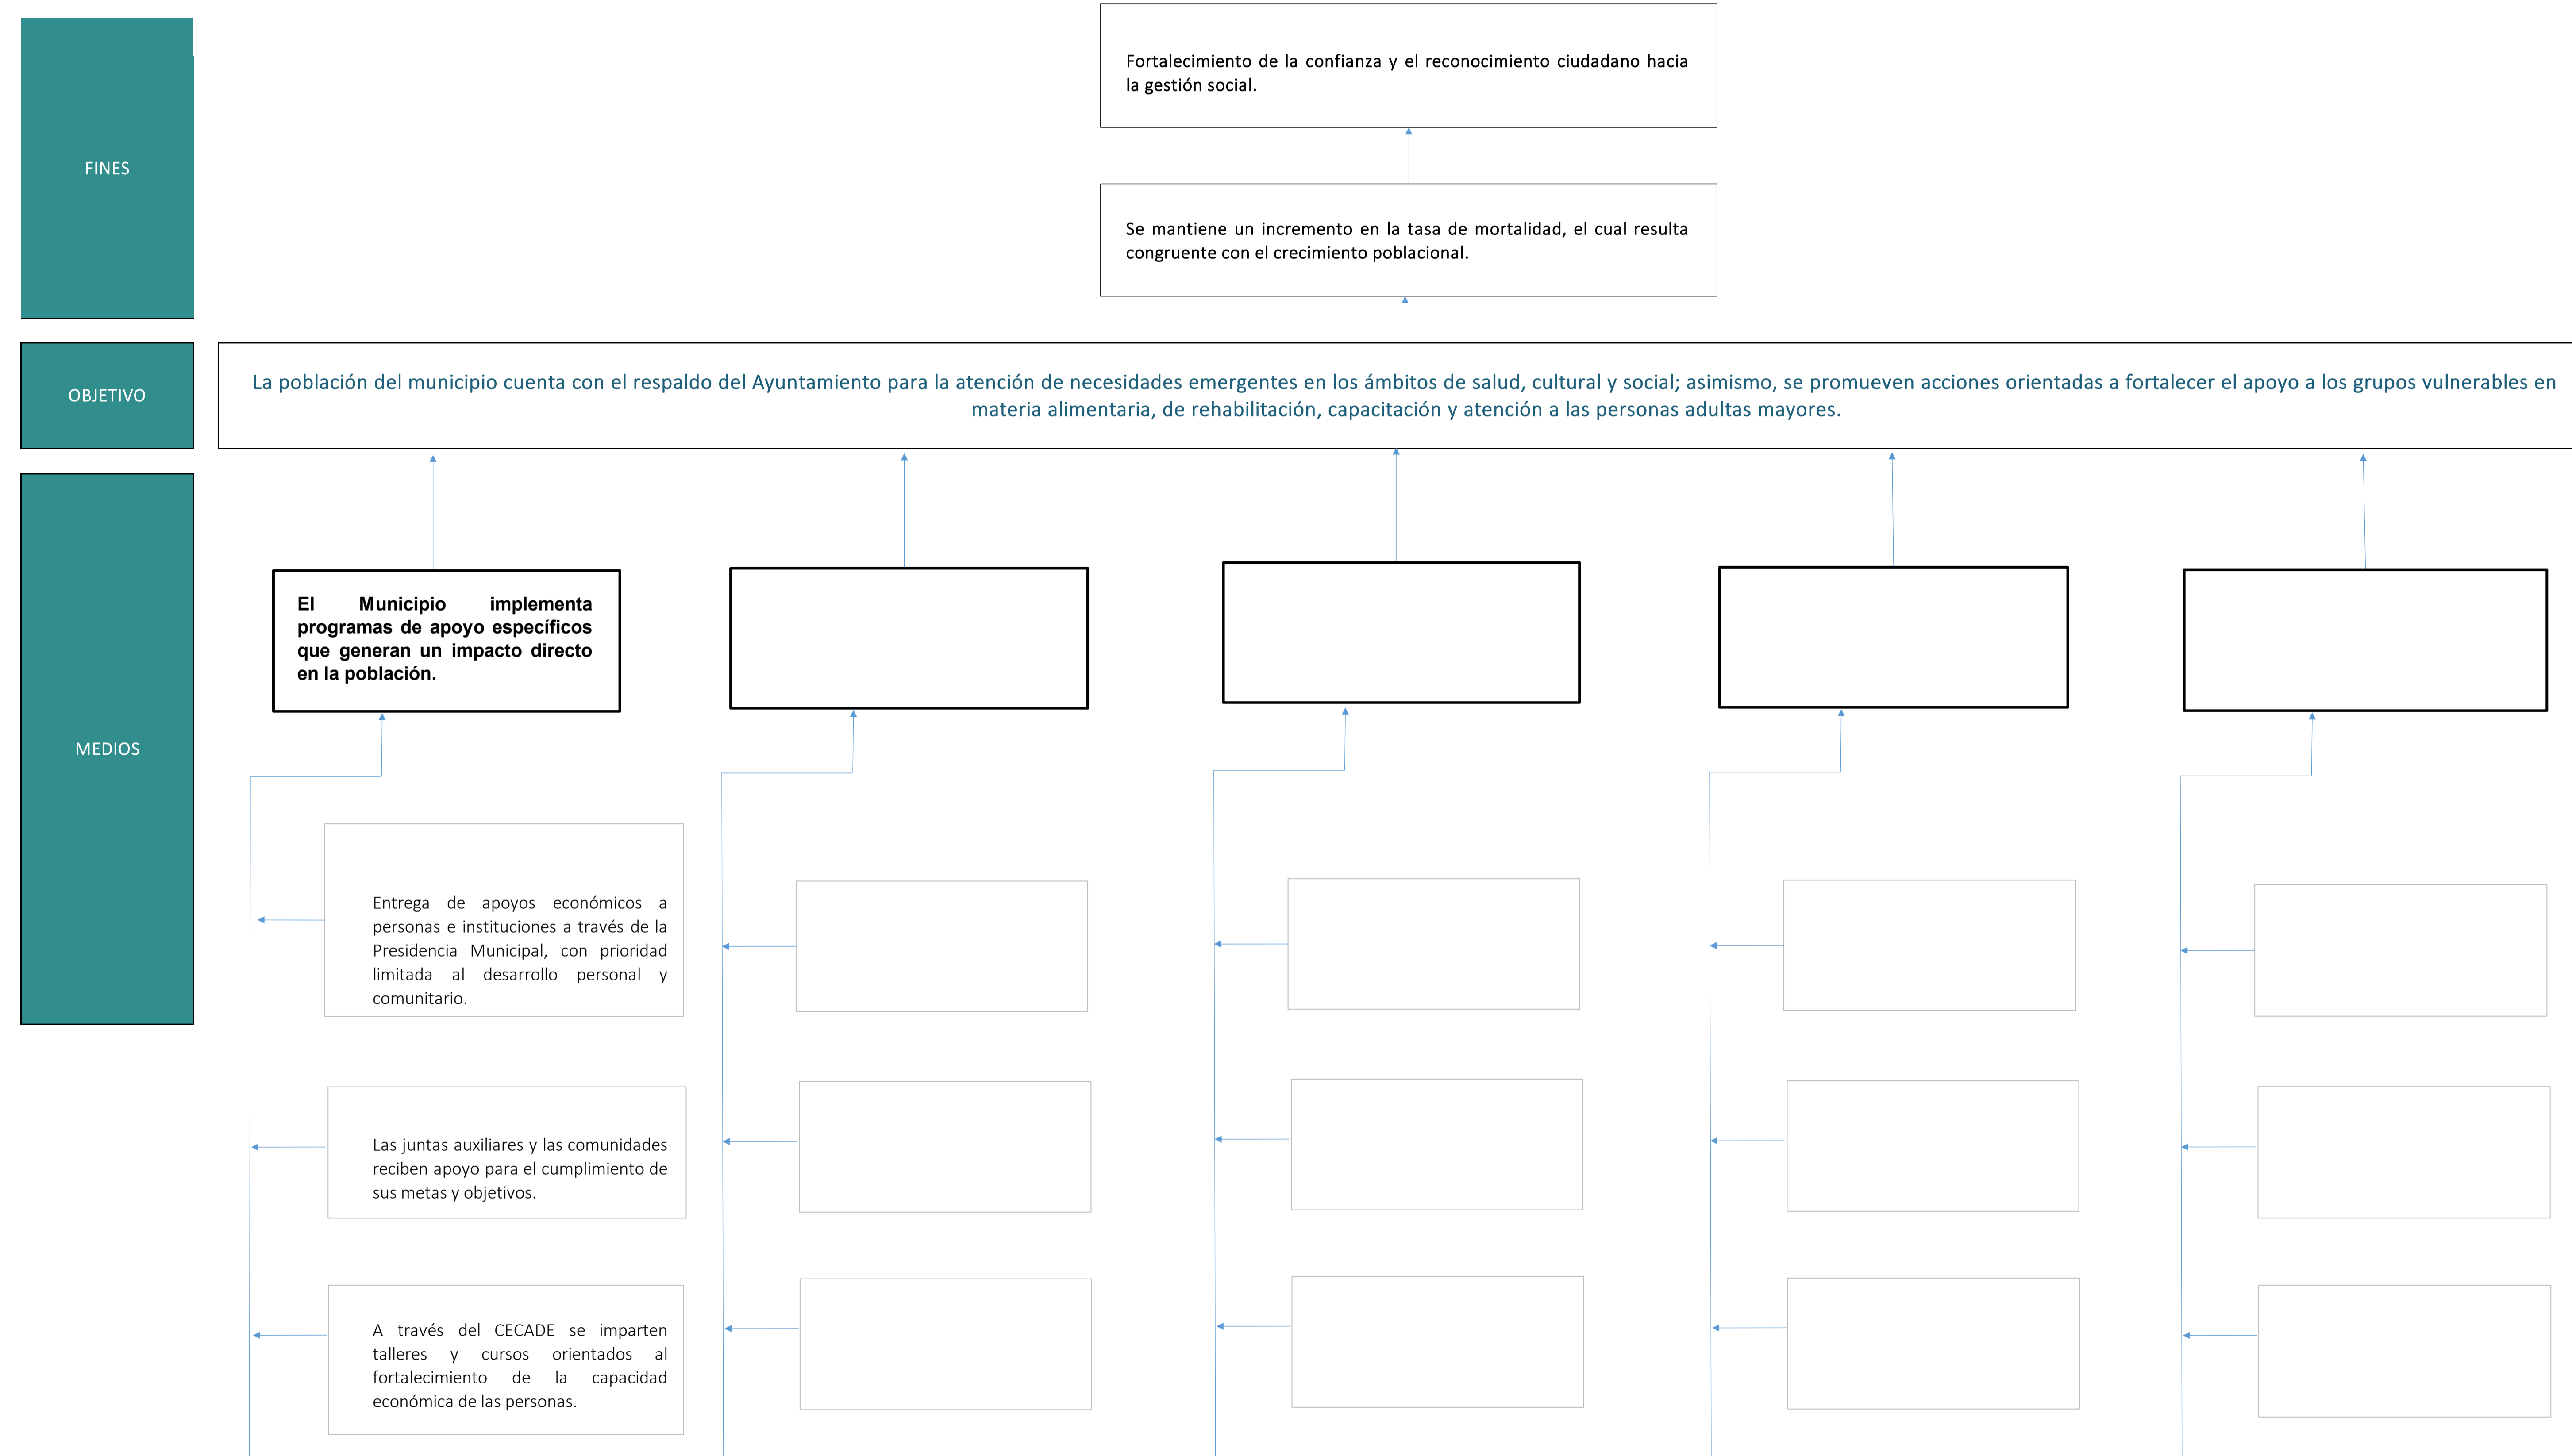 FINES
Fortalecimiento de la confianza y el reconocimiento ciudadano hacia
la gestión social.
Se mantiene un incremento en la tasa de mortalidad, el cual resulta
congruente con el crecimiento poblacional.
OBJETIVO
La población del municipio cuenta con el respaldo del Ayuntamiento para la atención de necesidades emergentes en los ámbitos de salud, cultural y social; asimismo, se promueven acciones orientadas a fortalecer el apoyo a los grupos vulnerables en
materia alimentaria, de rehabilitación, capacitación y atención a las personas adultas mayores.
MEDIOS
El Municipio implementa
programas de apoyo específicos
que generan un impacto directo
en la población.
Entrega de apoyos económicos a
personas e instituciones a través de la
Presidencia Municipal, con prioridad
limitada al desarrollo personal y
comunitario.
Las juntas auxiliares y las comunidades
reciben apoyo para el cumplimiento de
sus metas y objetivos.
A través del CECADE se imparten
talleres y cursos orientados al
fortalecimiento de la capacidad
económica de las personas.